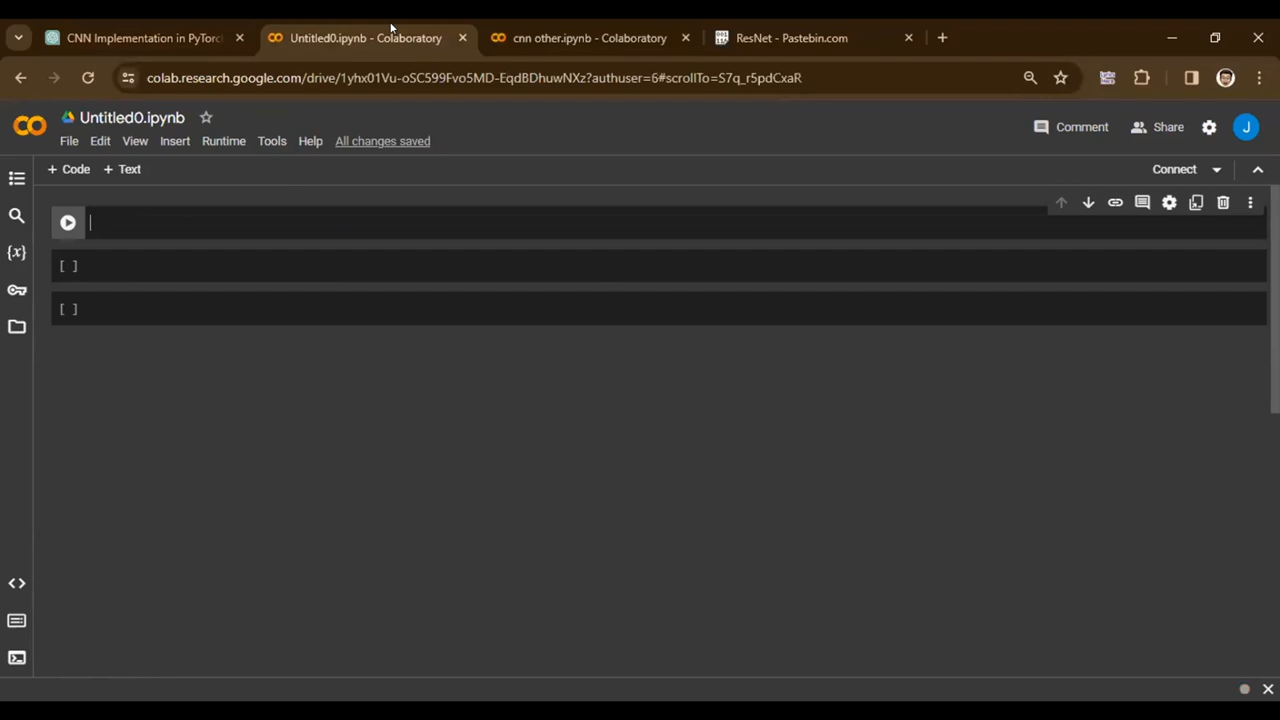 CNN Implementation in PyTorc
Untitled0.ipynb - Colaboratory
cnn other.ipynb - Colaboratory
ResNet - Pastebin.com
colab.research.google.com/drive/1yhx01Vu-oSC599Fvo5MD-EqdBDhuwNXz?authuser=6#scrollTo=S7q_r5pdCxaR
Untitled0.ipynb
File Edit View Insert Runtime Tools Help All changes saved
Comment Share J
+ Code + Text
Connect
{x}
[ ]
[ ]